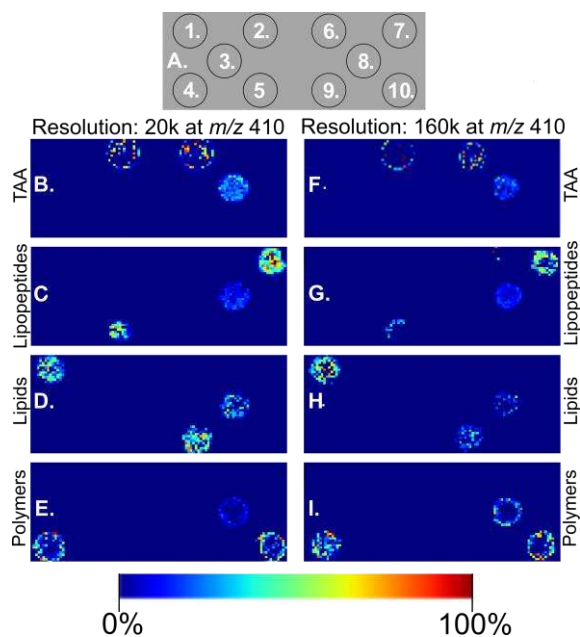 1. 2. 6. 7.
A. 3. 8.
4. 5 9. 10.
Resolution: 20k at m/z 410 Resolution: 160k at m/z 410
TAA B. F. TAA
Lipopeptides C G. Lipopeptides
Lipids D. H. Lipids
Polymers E. I. Polymers
0% 100%